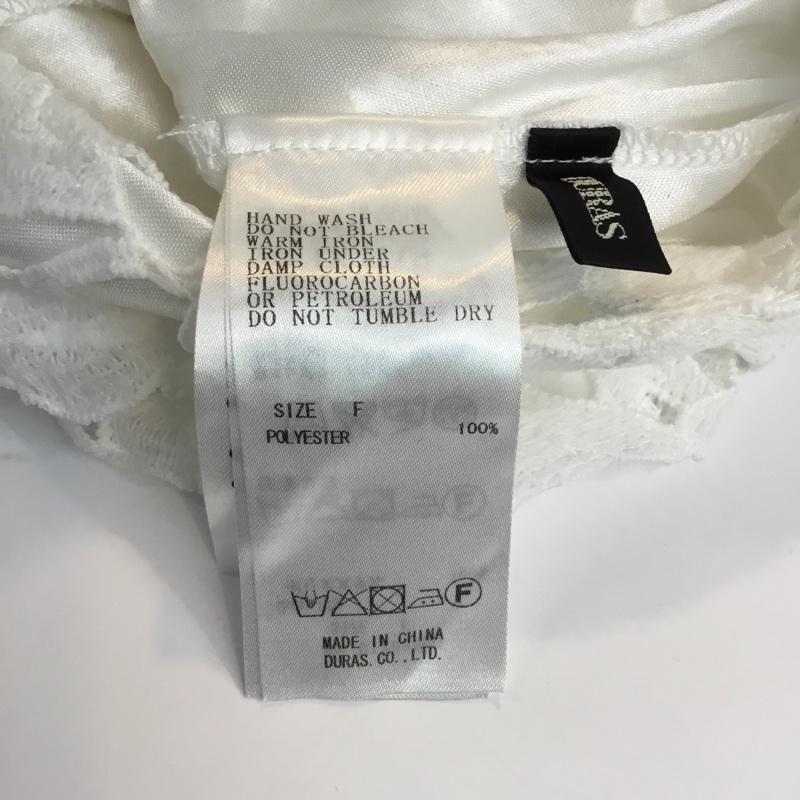 HAND WASH
DO NOT BLEACH
WARM IRON
IRON UNDER
DAMP CLOTH
FLUOROCARBON
OR PETROLEUM
DO NOT TUMBLE DRY
SIZE F
POLYESTER 100%
F
MADE IN CHINA
DURAS.CO.,LTD.
DURAS